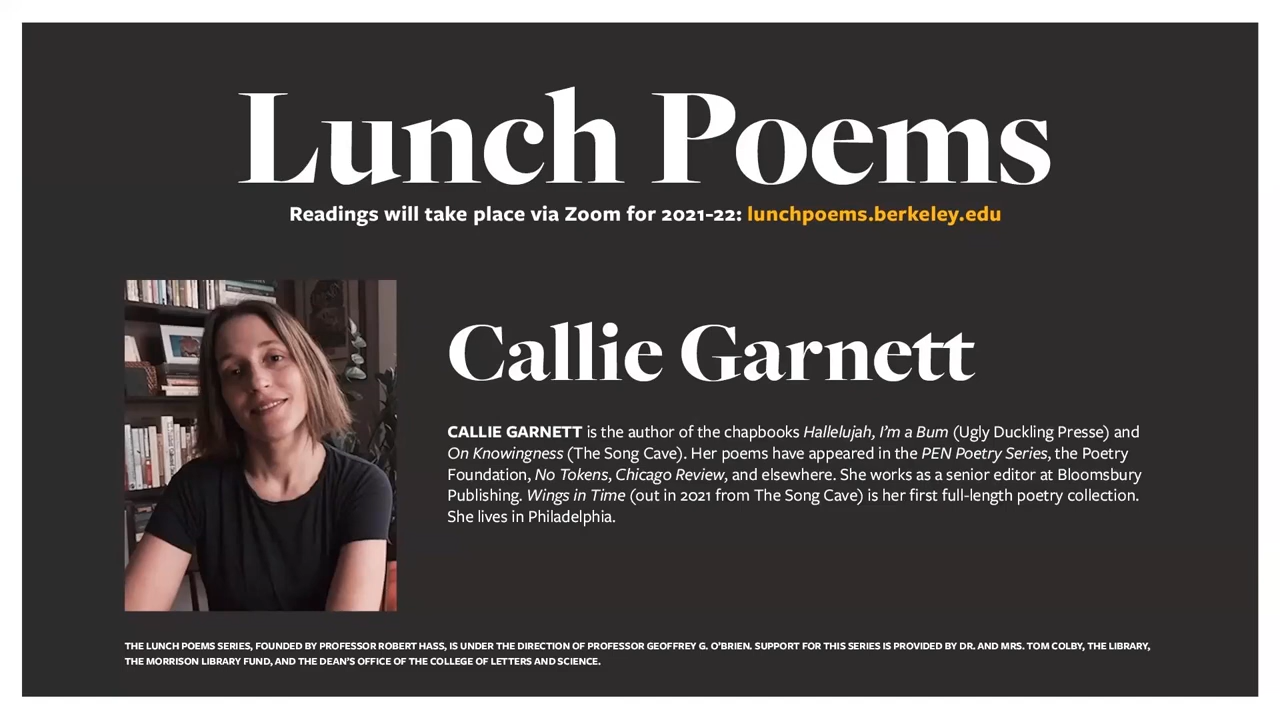 Lunch Poems
Readings will take place via Zoom for 2021-22: lunchpoems.berkeley.edu
Callie Garnett
CALLIE GARNETT is the author of the chapbooks Hallelujah, I'm a Bum (Ugly Duckling Presse) and
On Knowingness (The Song Cave). Her poems have appeared in the PEN Poetry Series, the Poetry
Foundation, No Tokens, Chicago Review, and elsewhere. She works as a senior editor at Bloomsbury
Publishing. Wings in Time (out in 2021 from The Song Cave) is her first full-length poetry collection.
She lives in Philadelphia.
THE LUNCH POEMS SERIES, FOUNDED BY PROFESSOR ROBERT HASS, IS UNDER THE DIRECTION OF PROFESSOR GEOFFREY G. O'BRIEN. SUPPORT FOR THIS SERIES IS PROVIDED BY DR. AND MRS. TOM COLBY, THE LIBRARY,
THE MORRISON LIBRARY FUND, AND THE DEAN'S OFFICE OF THE COLLEGE OF LETTERS AND SCIENCE.